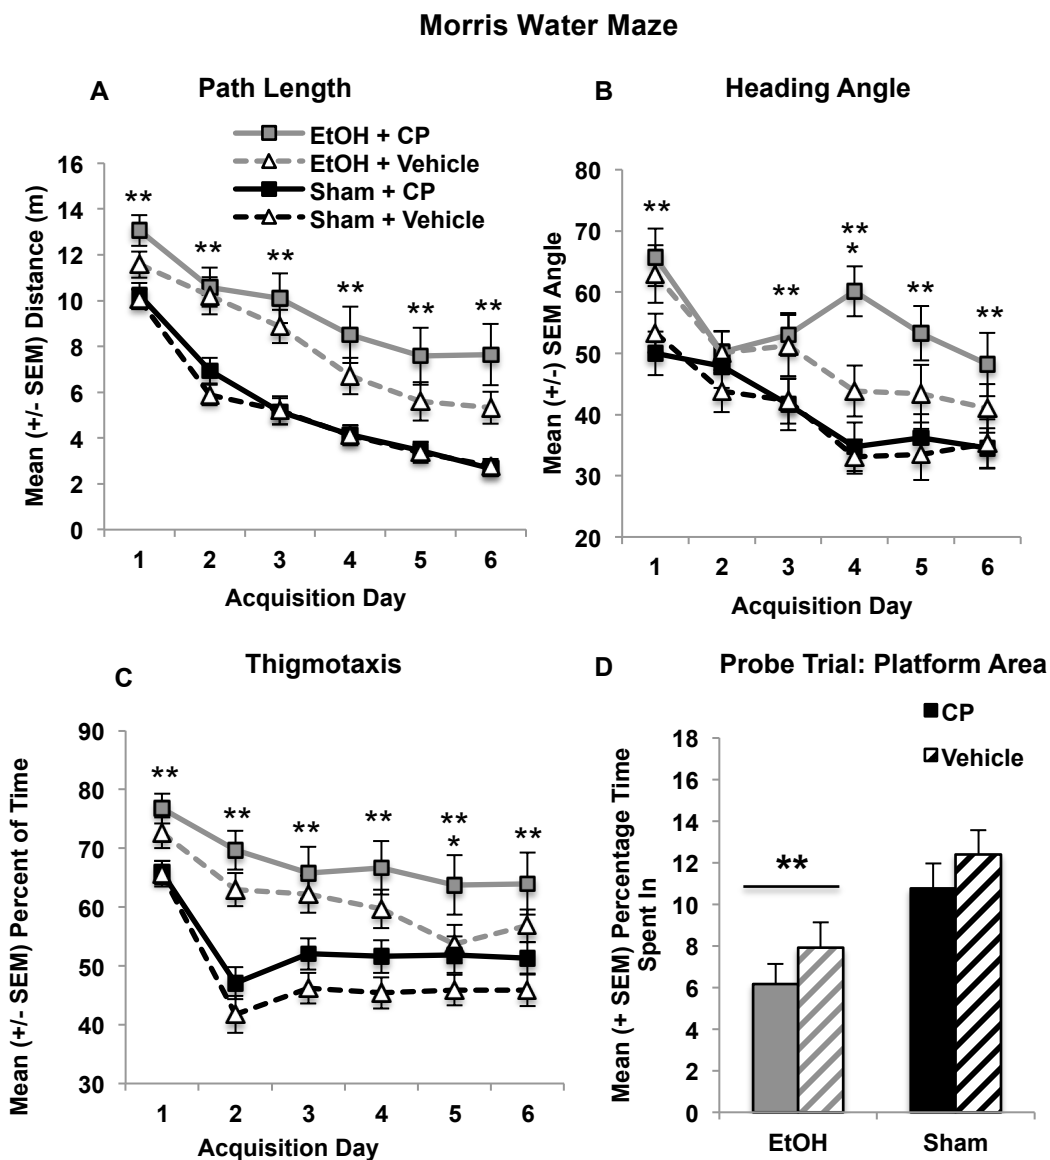 Morris Water Maze
A
Path Length
EtOH + CP
EtOH + Vehicle
Sham + CP
Sham + Vehicle
Mean (+/- SEM) Distance (m)
16
14
12
10
8
6
4
2
0
**
**
**
**
**
**
1 2 3 4 5 6
Acquisition Day
B
Heading Angle
Mean (+/-) SEM Angle
80
70
60
50
40
30
20
**
**
**
*
**
**
1 2 3 4 5 6
Acquisition Day
C
Thigmotaxis
Mean (+/- SEM) Percent of Time
90
80
70
60
50
40
30
**
**
**
**
**
*
**
1 2 3 4 5 6
Acquisition Day
D
Probe Trial: Platform Area
CP
Vehicle
Mean (+ SEM) Percentage Time
Spent In
18
16
14
12
10
8
6
4
2
0
**
EtOH Sham